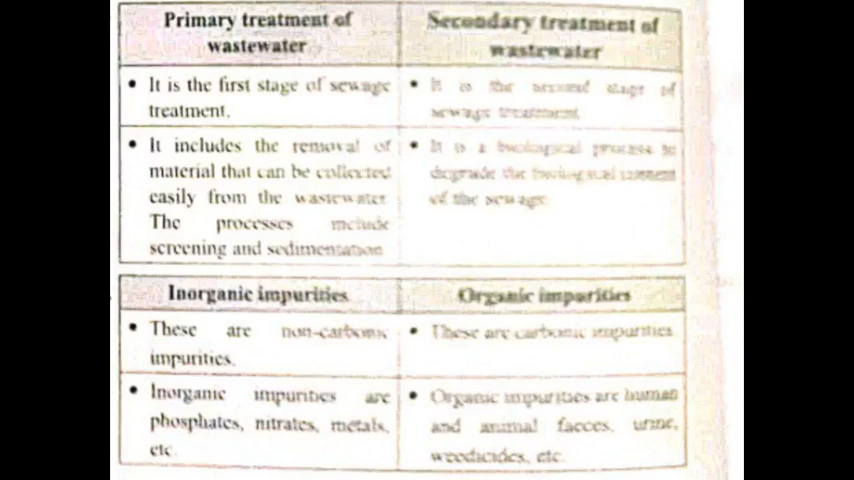 Primary treatment of
wastewater
Secondary treatment of
wastewater
• It is the first stage of sewage
treatment.
• It is the second stage of
sewage treatment
• It includes the removal of
material that can be collected
easily from the wastewater
The processes include
screening and sedimentation
• It is a biological process to
degrade the biological content
of the sewage
Inorganic impurities
Organic impurities
• These are non-carbonic
impurities.
• These are carbonic impurities
• Inorganic impurities are
phosphates, nitrates, metals,
etc.
• Organic impurities are human
and animal faeces, urine,
weedicides, etc.